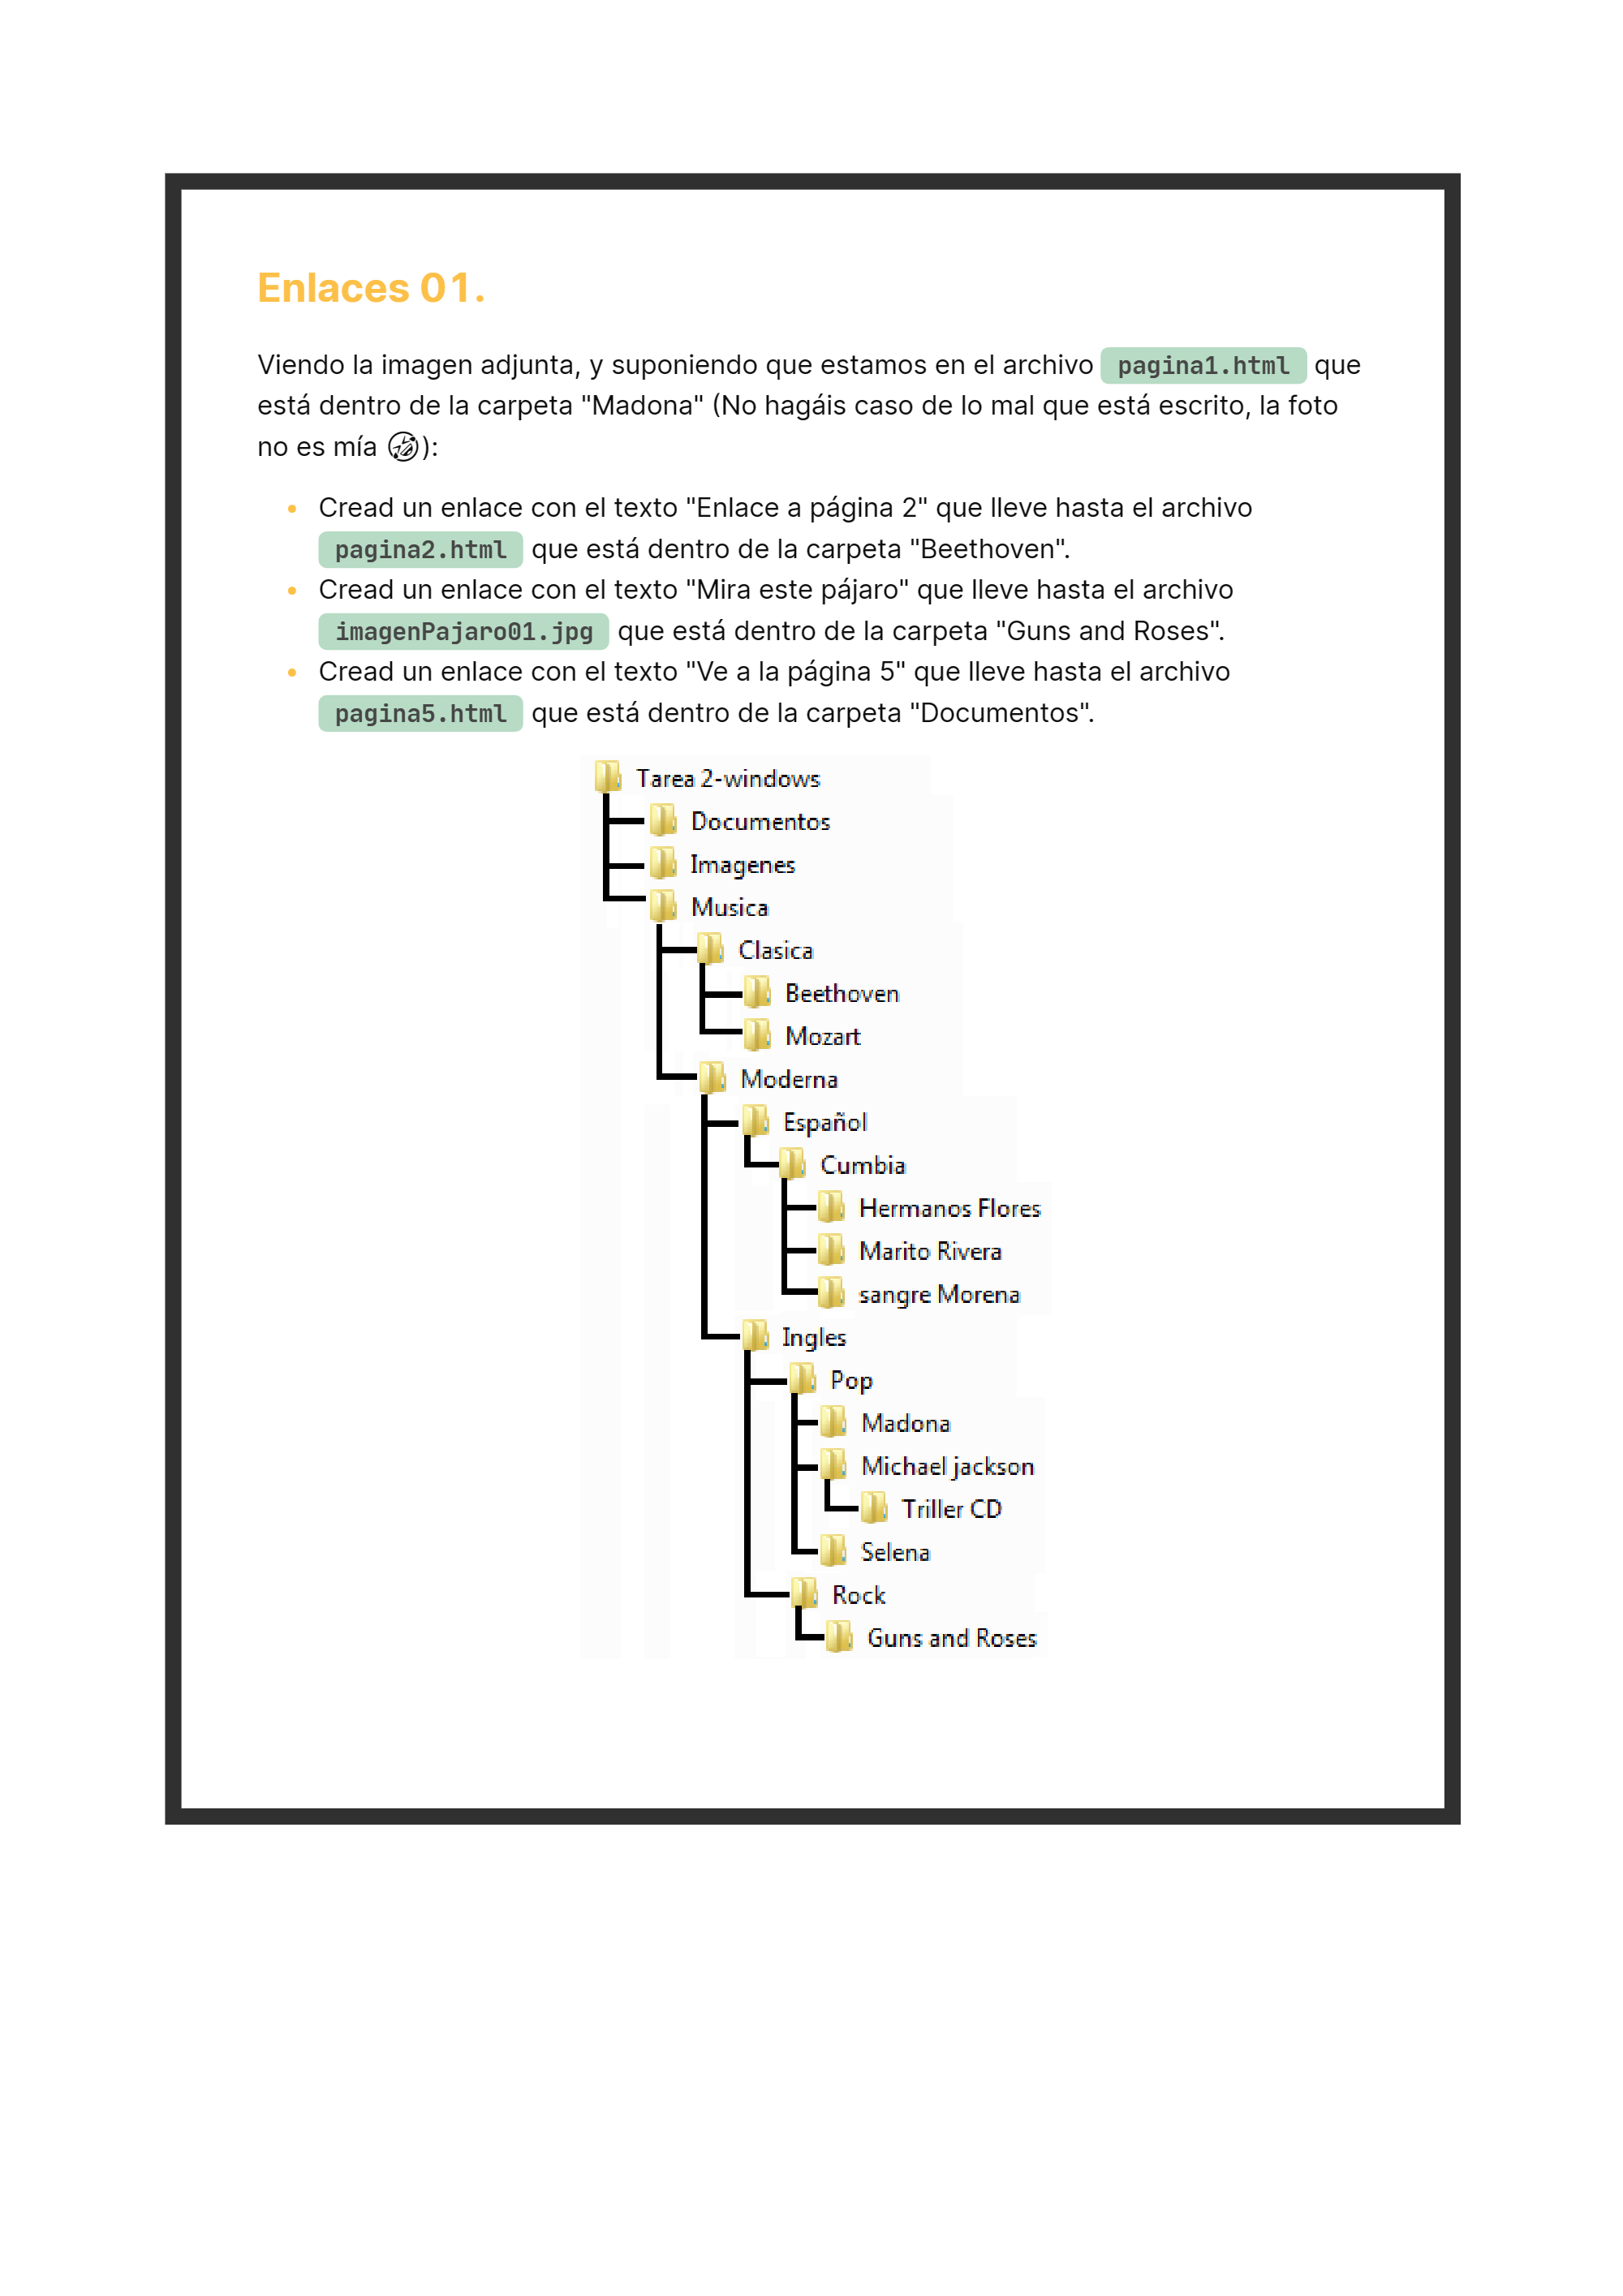 Enlaces 01.
Viendo la imagen adjunta, y suponiendo que estamos en el archivo pagina1.html que
está dentro de la carpeta "Madona" (No hagáis caso de lo mal que está escrito, la foto
no es mía 🤣):
• Cread un enlace con el texto "Enlace a página 2" que lleve hasta el archivo
pagina2.html que está dentro de la carpeta "Beethoven".
• Cread un enlace con el texto "Mira este pájaro" que lleve hasta el archivo
imagenPajaro01.jpg que está dentro de la carpeta "Guns and Roses".
• Cread un enlace con el texto "Ve a la página 5" que lleve hasta el archivo
pagina5.html que está dentro de la carpeta "Documentos".
Tarea 2-windows
Documentos
Imagenes
Musica
Clasica
Beethoven
Mozart
Moderna
Español
Cumbia
Hermanos Flores
Marito Rivera
sangre Morena
Ingles
Pop
Madona
Michael jackson
Triller CD
Selena
Rock
Guns and Roses